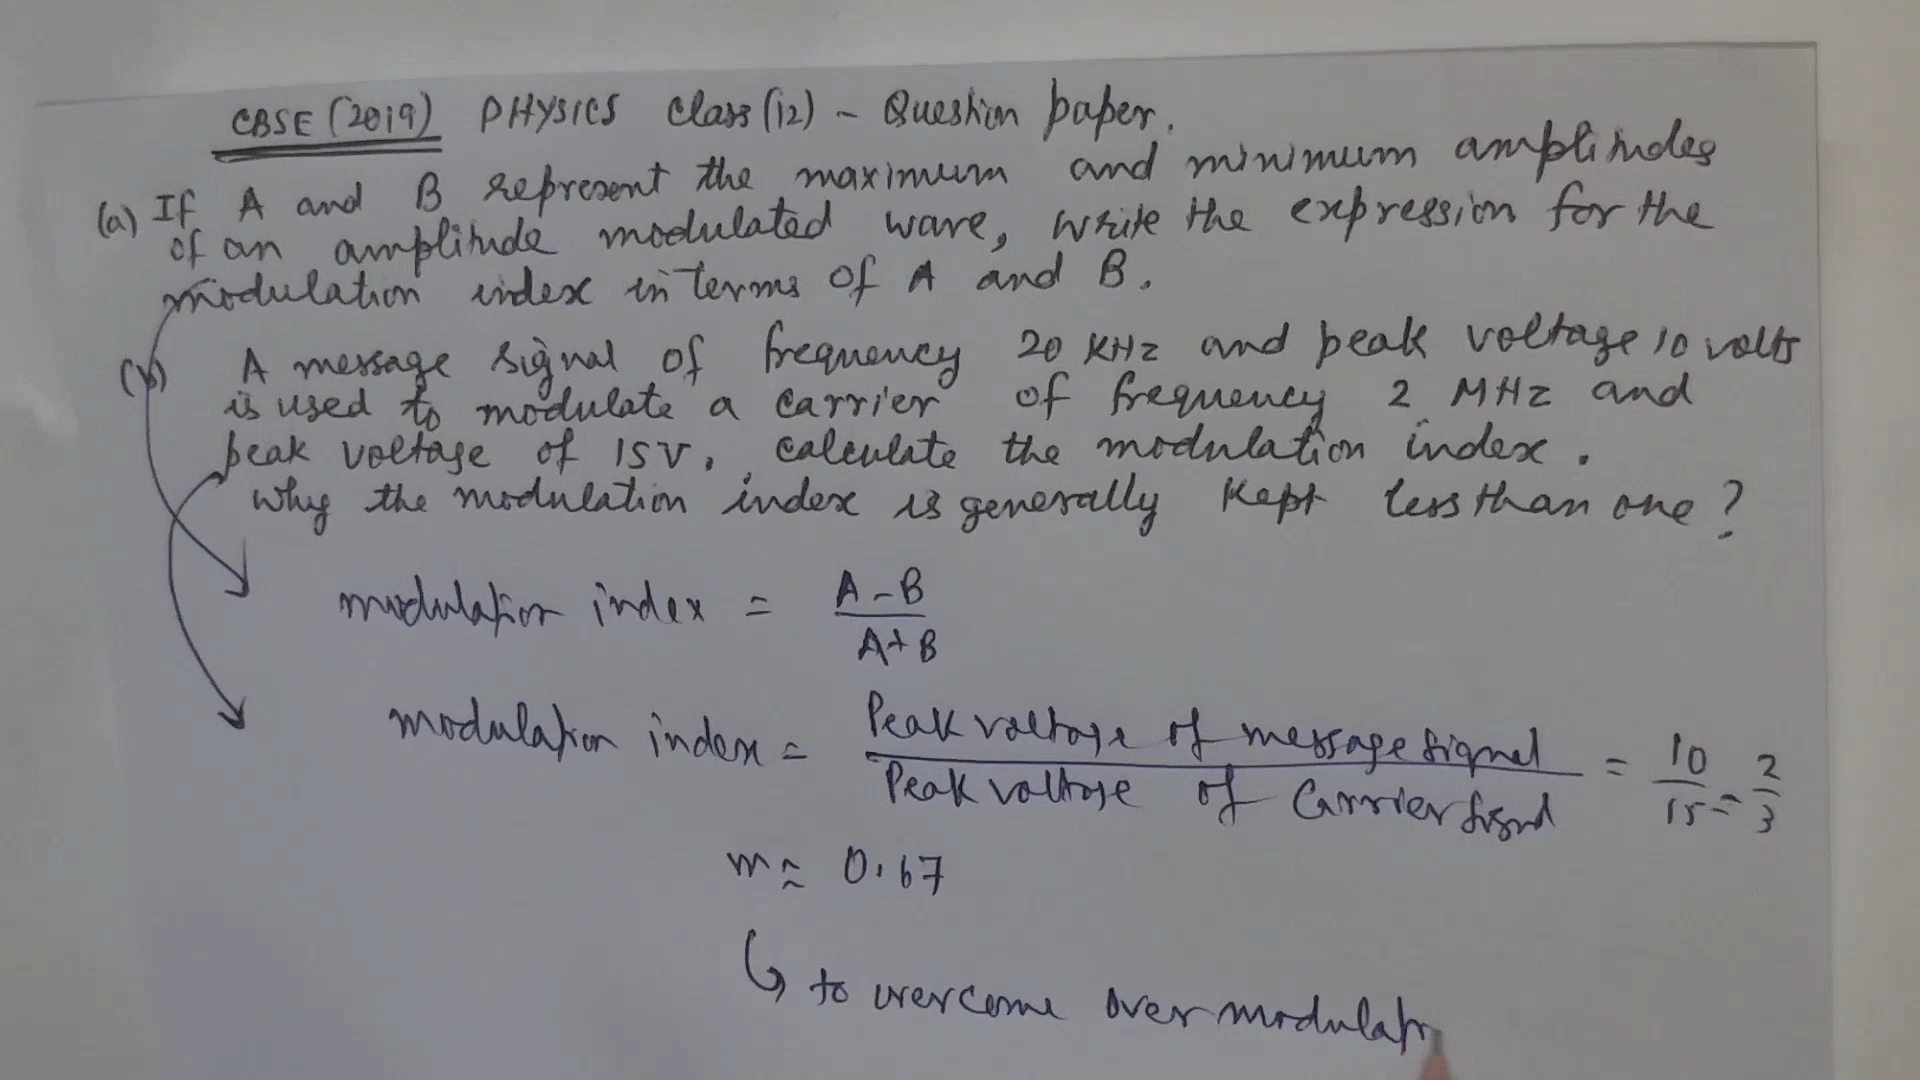 CBSE (2019) PHYSICS Class (12) - Question paper.
(a) If A and B represent the maximum and minimum amplitudes
of an amplitude modulated wave, write the expression for the
modulation index in terms of A and B.
(b) A message signal of frequency 20 KHz and peak voltage 10 volts
is used to modulate a carrier of frequency 2 MHz and
peak voltage of 15V, calculate the modulation index.
Why the modulation index is generally kept less than one?
modulation index = A-B / A+B
modulation index = Peak voltage of message signal / Peak voltage of Carrier signal = 10/15 = 2/3
m ≈ 0.67
↳ to overcome over modulati